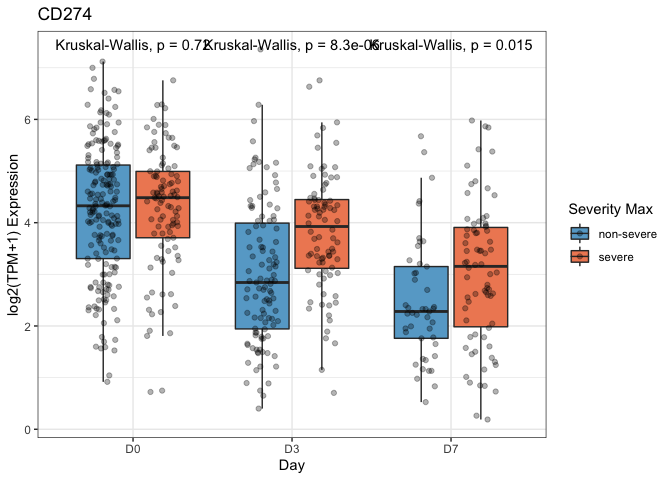 CD274
Kruskal-Wallis, p = 0.72
Kruskal-Wallis, p = 8.3e-06
Kruskal-Wallis, p = 0.015
log2(TPM+1) Expression
6
4
2
0
D0
D3
D7
Day
Severity Max
non-severe
severe